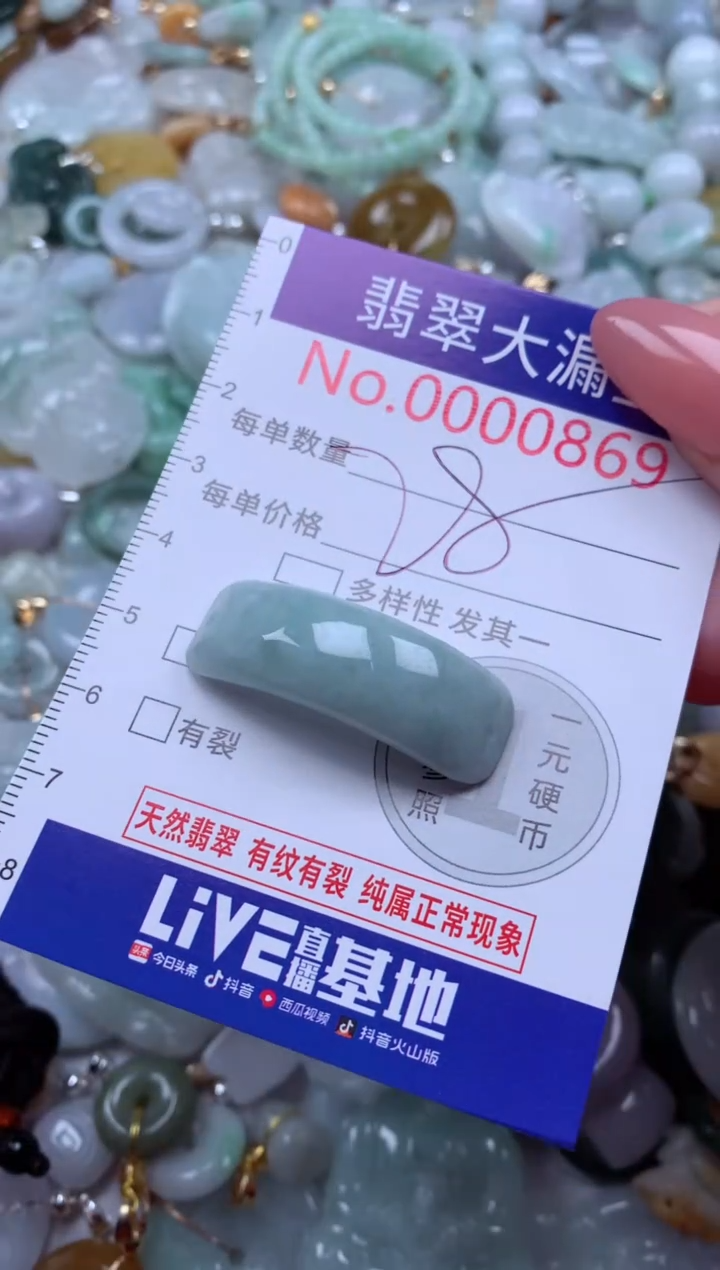 0
1
2
3
4
5
6
7
8
翡翠大漏
No.0000869
每单数量
每单价格
28
多样性 发其一
有裂
一元硬币
照
天然翡翠 有纹有裂 纯属正常现象
LiVE直播基地
头条 今日头条 抖音 西瓜视频 抖音火山版